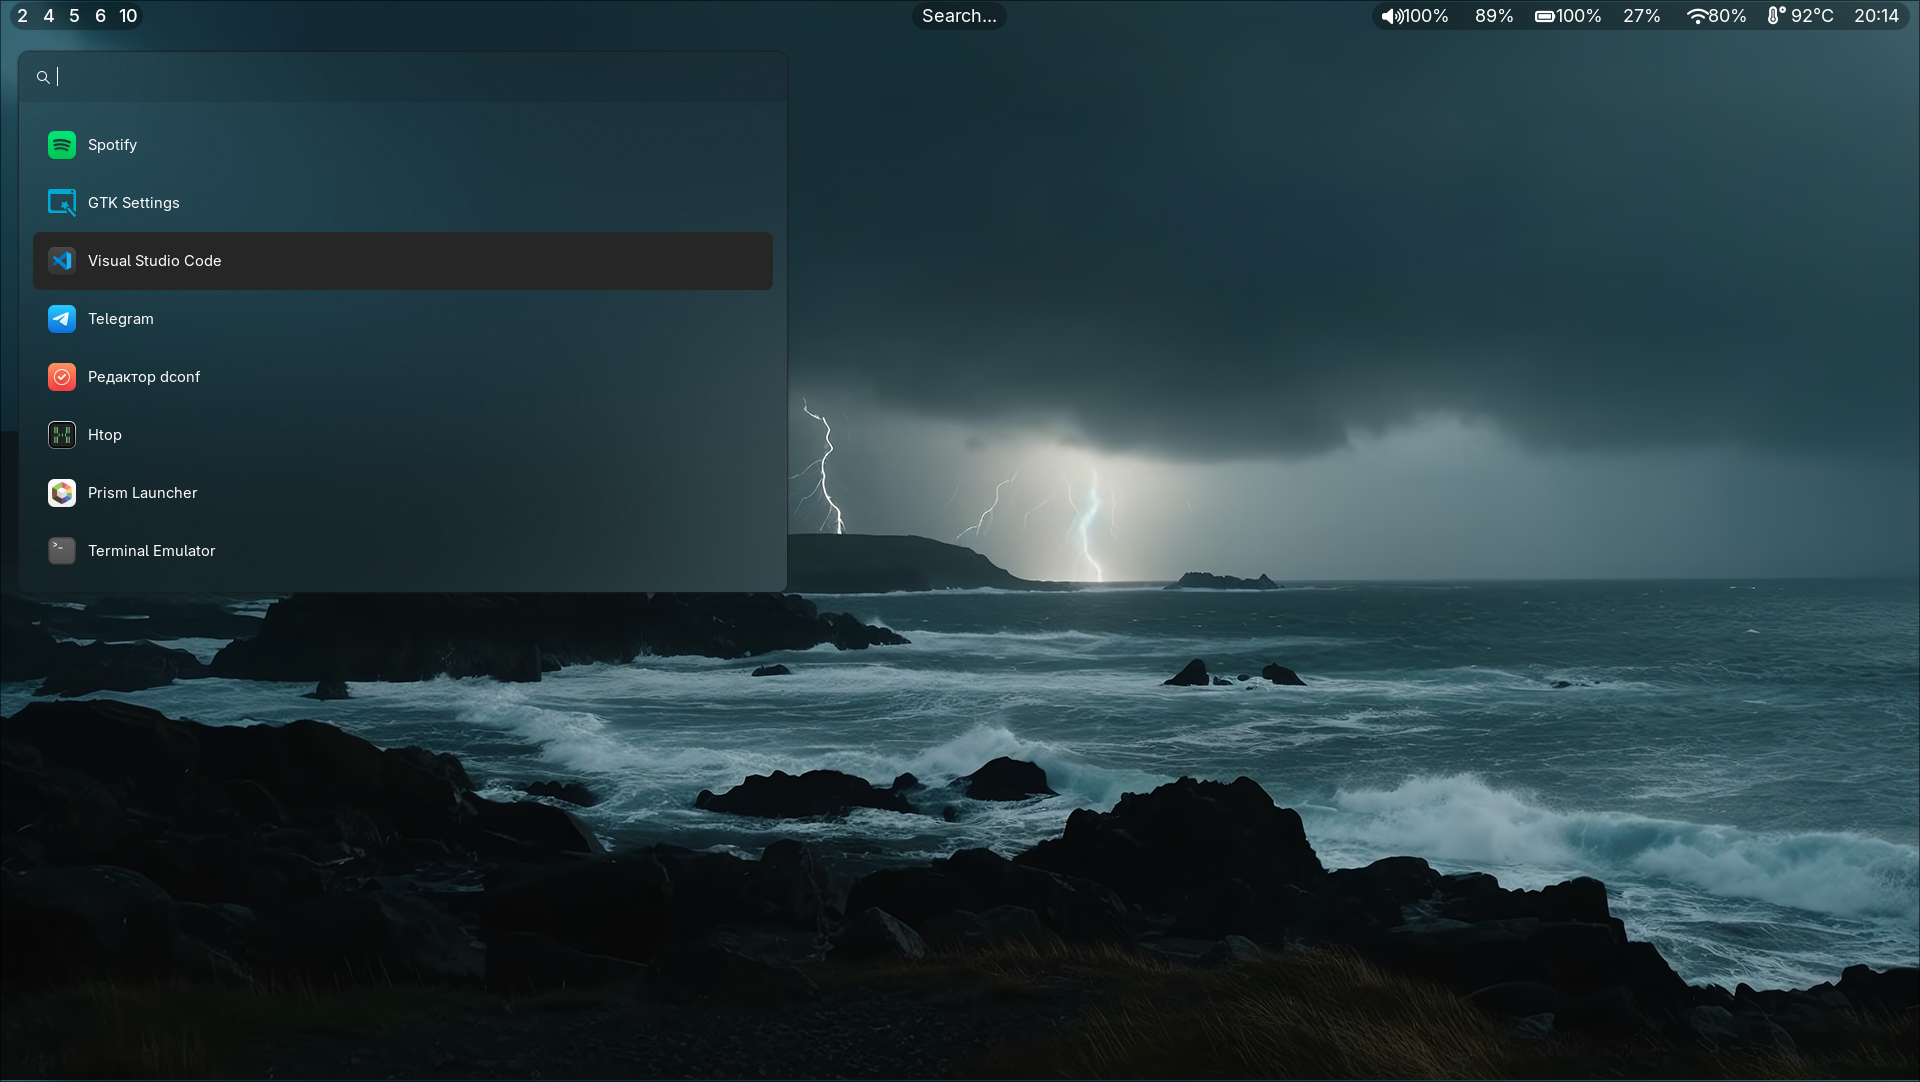 2 4 5 6 10
Search...
100% 89% 100% 27% 80% 92°C 20:14
Spotify
GTK Settings
Visual Studio Code
Telegram
Редактор dconf
Htop
Prism Launcher
Terminal Emulator